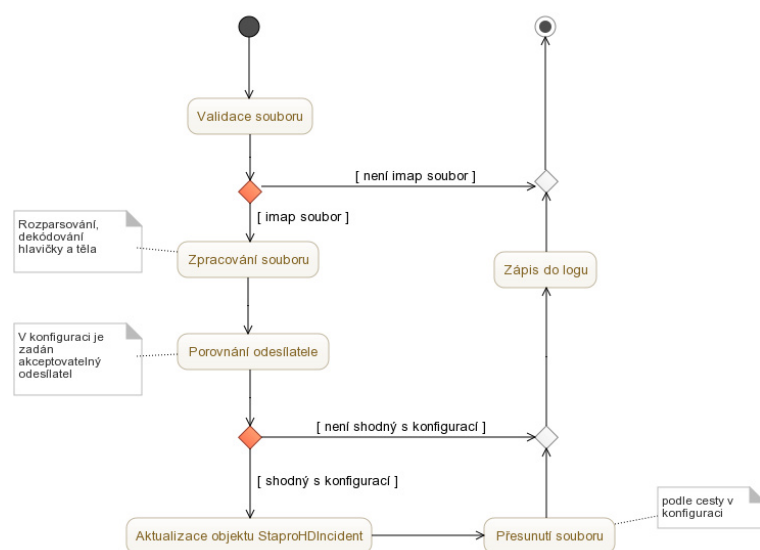 Validace souboru
[ není imap soubor ]
[ imap soubor ]
Rozparsování,
dekódování
hlavičky a těla
Zpracování souboru
Zápis do logu
V konfiguraci je
zadán
akceptovatelný
odesílatel
Porovnání odesílatele
[ není shodný s konfigurací ]
[ shodný s konfigurací ]
podle cesty v
konfiguraci
Aktualizace objektu StaproHDIncident
Přesunutí souboru